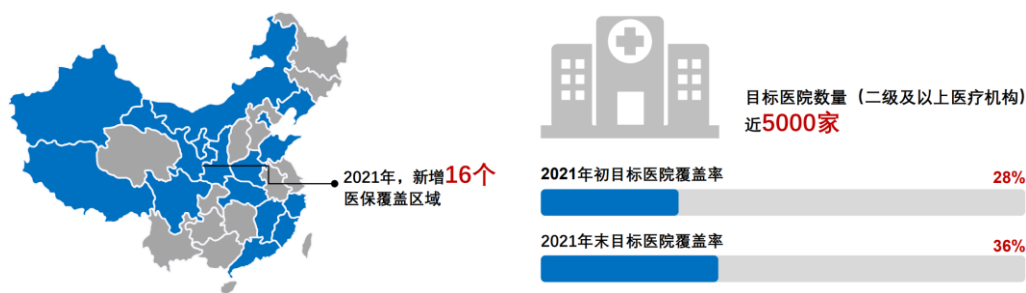 2021年，新增16个
医保覆盖区域
目标医院数量（二级及以上医疗机构）
近5000家
2021年初目标医院覆盖率
28%
2021年末目标医院覆盖率
36%